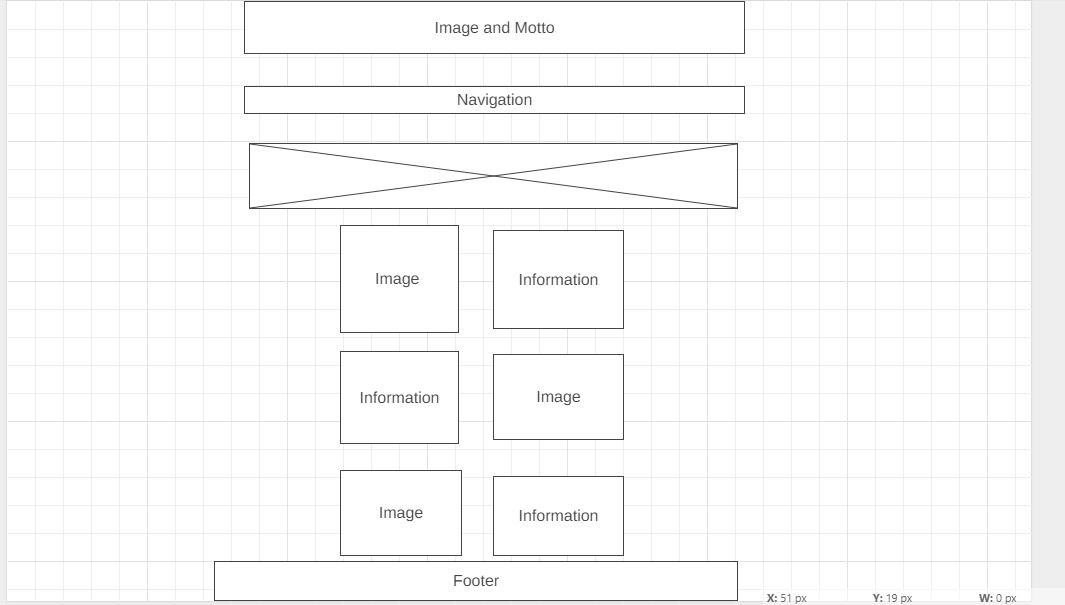 Image and Motto
Navigation
Image
Information
Information
Image
Image
Information
Footer
X: 51 px Y: 19 px W: 0 px